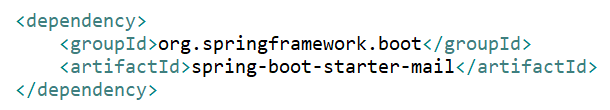 <dependency>
    <groupId>org.springframework.boot</groupId>
    <artifactId>spring-boot-starter-mail</artifactId>
</dependency>